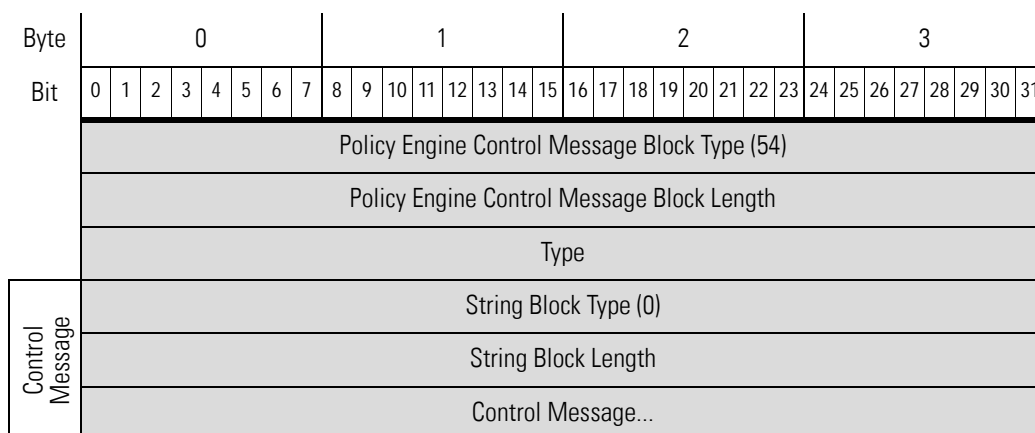 Byte 0 1 2 3
Bit 0 1 2 3 4 5 6 7 8 9 10 11 12 13 14 15 16 17 18 19 20 21 22 23 24 25 26 27 28 29 30 31
Policy Engine Control Message Block Type (54)
Policy Engine Control Message Block Length
Type
Control
Message
String Block Type (0)
String Block Length
Control Message...